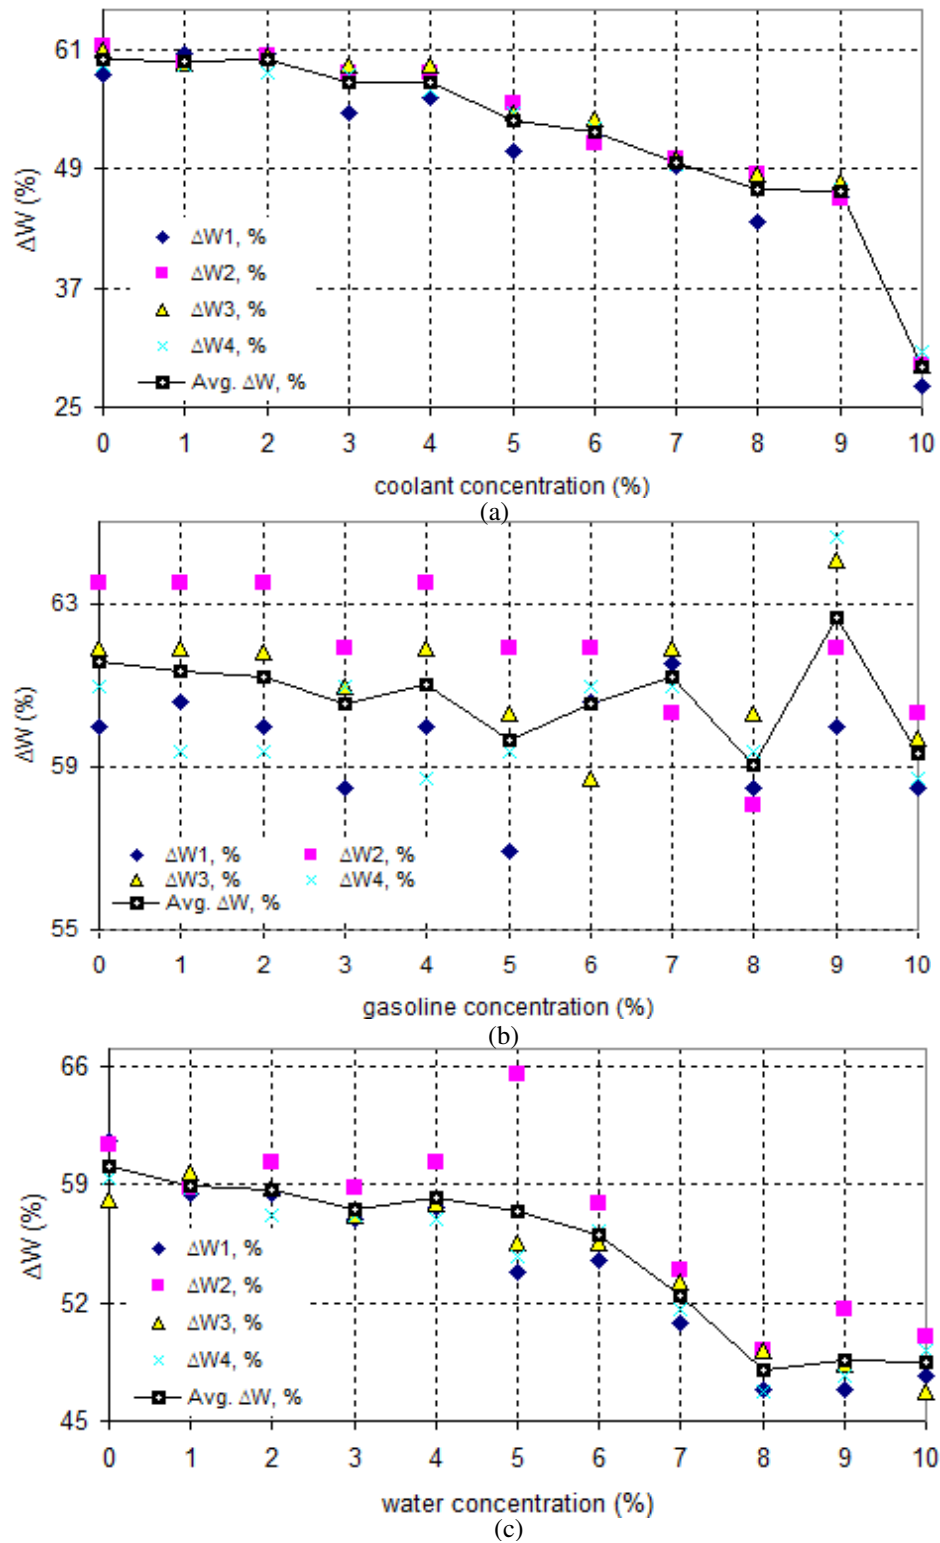 61
49
37
25
ΔW (%)
ΔW1, %
ΔW2, %
ΔW3, %
ΔW4, %
Avg. ΔW, %
0 1 2 3 4 5 6 7 8 9 10
coolant concentration (%)
(a)
63
59
55
ΔW (%)
ΔW1, % ΔW2, %
ΔW3, % ΔW4, %
Avg. ΔW, %
0 1 2 3 4 5 6 7 8 9 10
gasoline concentration (%)
(b)
66
59
52
45
ΔW (%)
ΔW1, %
ΔW2, %
ΔW3, %
ΔW4, %
Avg. ΔW, %
0 1 2 3 4 5 6 7 8 9 10
water concentration (%)
(c)